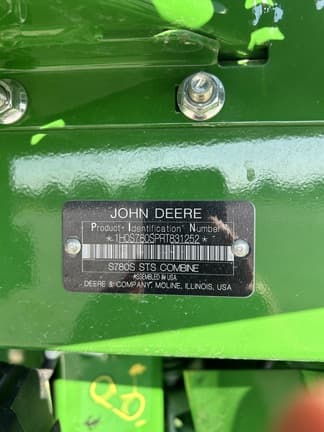 JOHN DEERE
Product Identification Number
*1H0S780SPRT831252*
S780S STS COMBINE
ASSEMBLED IN USA
DEERE & COMPANY, MOLINE, ILLINOIS, USA